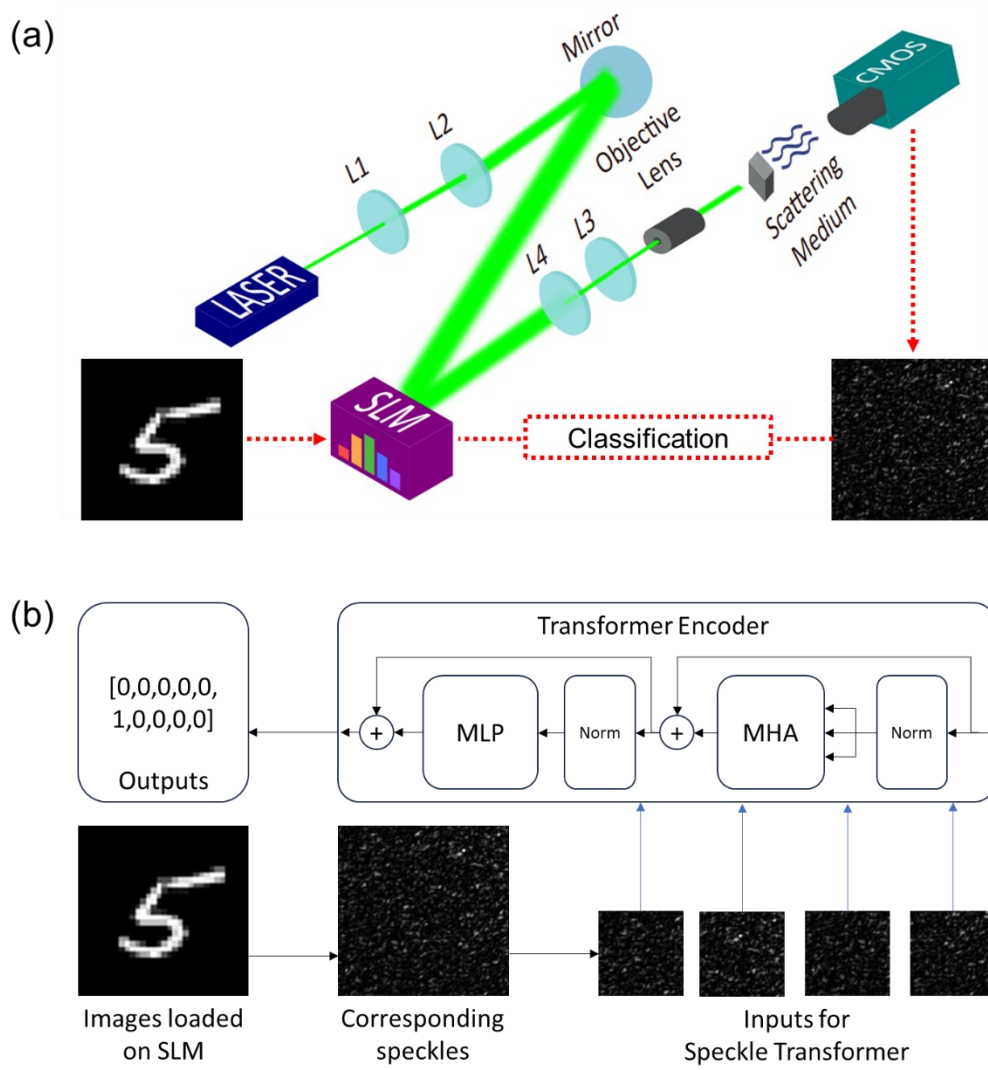 (a)
Mirror
CMOS
L2
L1
Objective
Lens
Scattering
Medium
L3
L4
LASER
SLM
5
Classification
(b)
Transformer Encoder
[0,0,0,0,0,
1,0,0,0,0]
Outputs
+
MLP
Norm
+
MHA
Norm
5
Images loaded
on SLM
Corresponding
speckles
Inputs for
Speckle Transformer